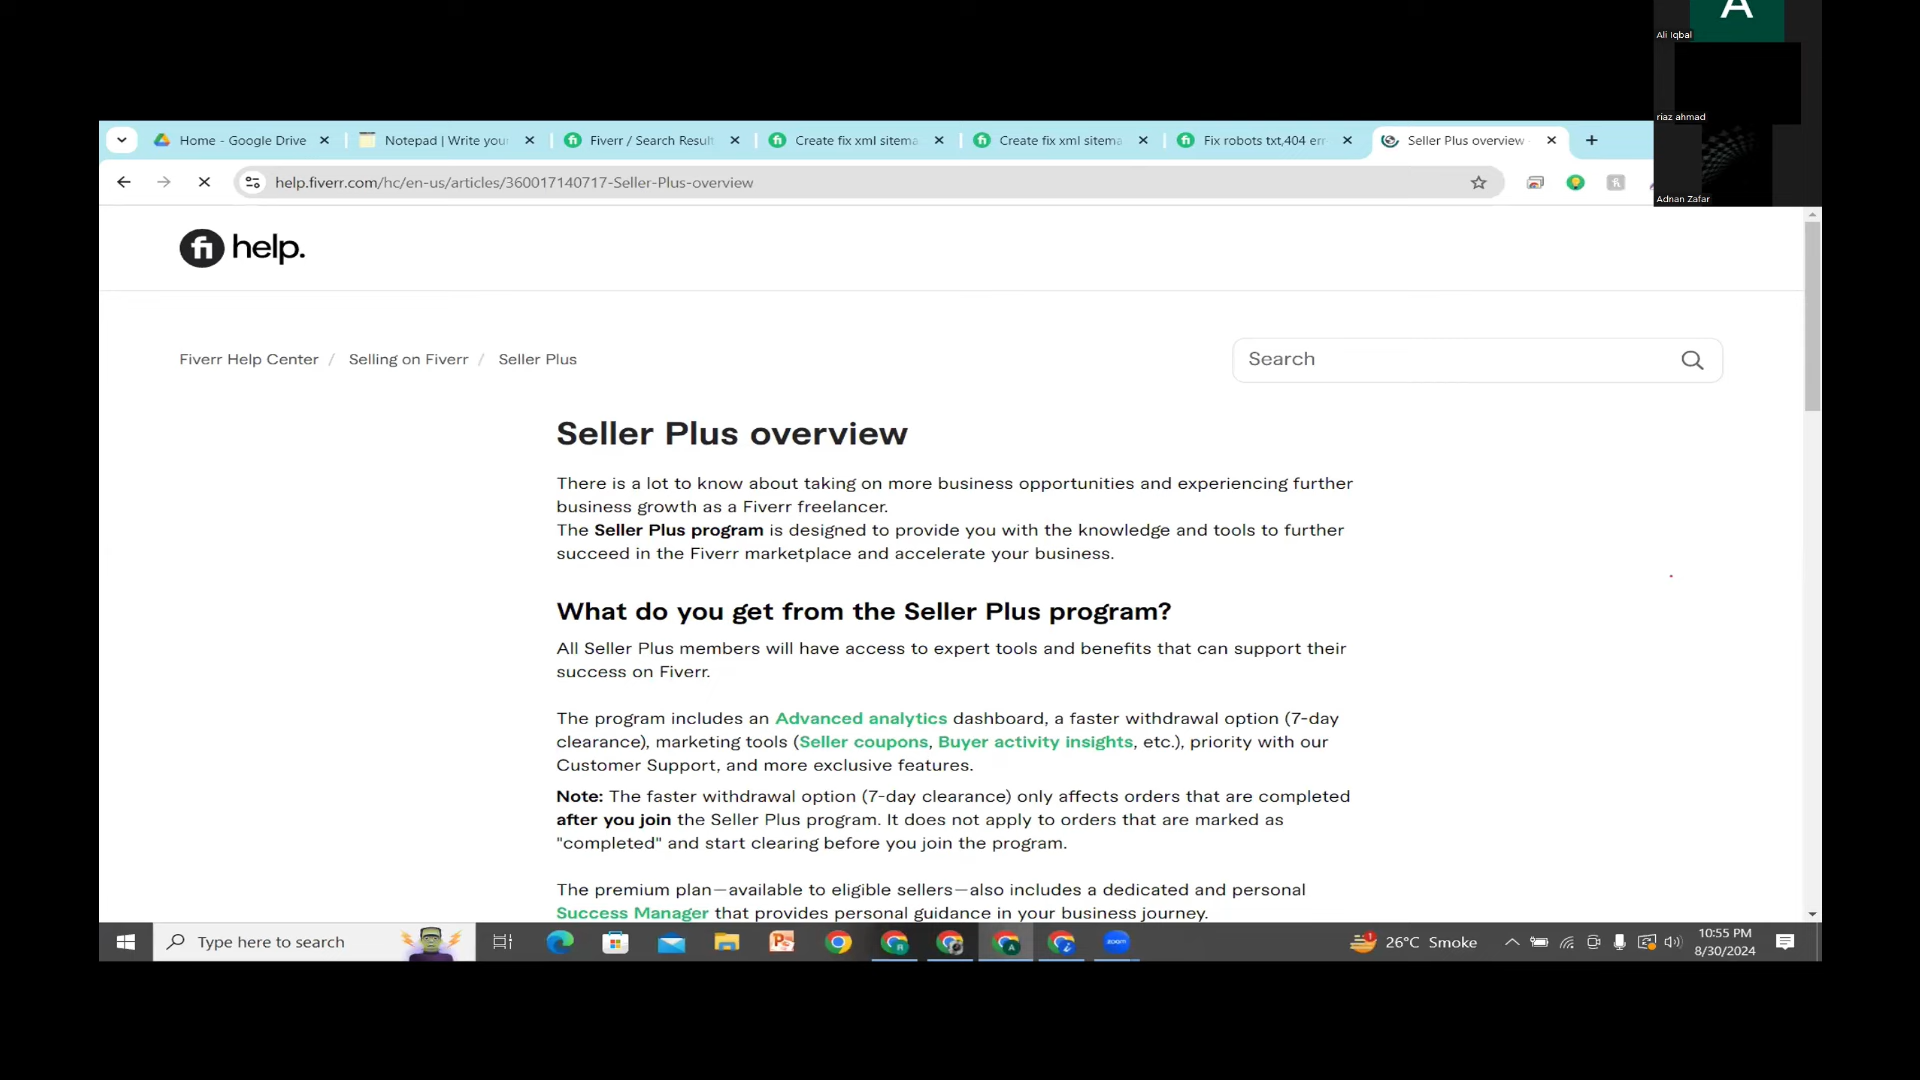 A
Ali Iqbal
riaz ahmad
Adnan Zafar
Home - Google Drive
Notepad | Write your
Fiverr / Search Result
Create fix xml sitema
Create fix xml sitema
Fix robots txt,404 err
Seller Plus overview
help.fiverr.com/hc/en-us/articles/360017140717-Seller-Plus-overview
fi help.
Fiverr Help Center / Selling on Fiverr / Seller Plus
Search
Seller Plus overview
There is a lot to know about taking on more business opportunities and experiencing further
business growth as a Fiverr freelancer.
The Seller Plus program is designed to provide you with the knowledge and tools to further
succeed in the Fiverr marketplace and accelerate your business.
What do you get from the Seller Plus program?
All Seller Plus members will have access to expert tools and benefits that can support their
success on Fiverr.
The program includes an Advanced analytics dashboard, a faster withdrawal option (7-day
clearance), marketing tools (Seller coupons, Buyer activity insights, etc.), priority with our
Customer Support, and more exclusive features.
Note: The faster withdrawal option (7-day clearance) only affects orders that are completed
after you join the Seller Plus program. It does not apply to orders that are marked as
"completed" and start clearing before you join the program.
The premium plan—available to eligible sellers—also includes a dedicated and personal
Success Manager that provides personal guidance in your business journey.
Type here to search
zoom
26°C Smoke
10:55 PM
8/30/2024